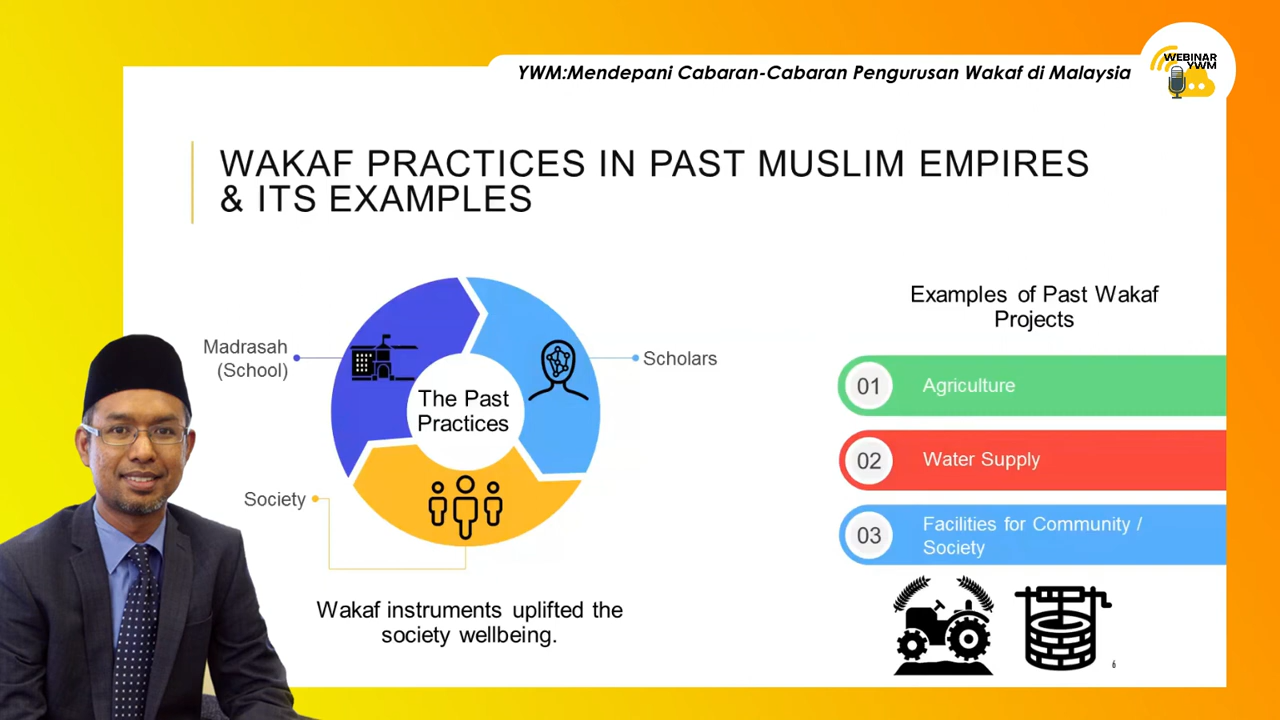 YWM:Mendepani Cabaran-Cabaran Pengurusan Wakaf di Malaysia
WEBINAR
YWM
WAKAF PRACTICES IN PAST MUSLIM EMPIRES
& ITS EXAMPLES
Madrasah
(School)
Scholars
The Past
Practices
Society
Wakaf instruments uplifted the
society wellbeing.
Examples of Past Wakaf
Projects
01
Agriculture
02
Water Supply
03
Facilities for Community /
Society
6